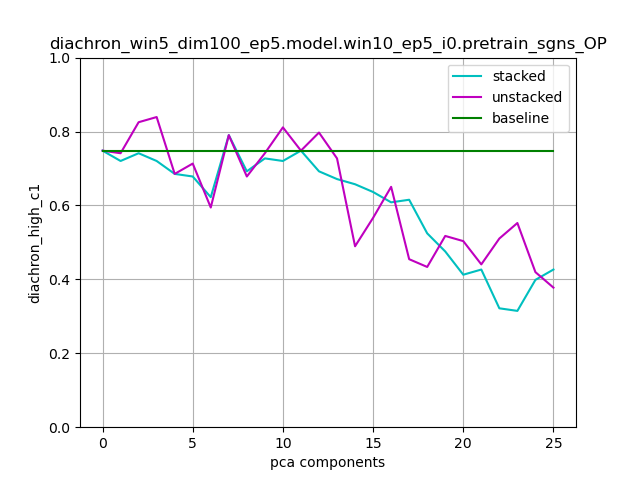 diachron_win5_dim100_ep5.model.win10_ep5_i0.pretrain_sgns_OP
stacked
unstacked
baseline
diachron_high_c1
1.0
0.8
0.6
0.4
0.2
0.0
0 5 10 15 20 25
pca components